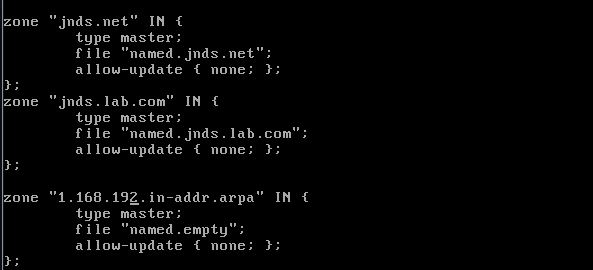 zone "jnds.net" IN {
        type master;
        file "named.jnds.net";
        allow-update { none; };
};
zone "jnds.lab.com" IN {
        type master;
        file "named.jnds.lab.com";
        allow-update { none; };
};
zone "1.168.192.in-addr.arpa" IN {
        type master;
        file "named.empty";
        allow-update { none; };
};